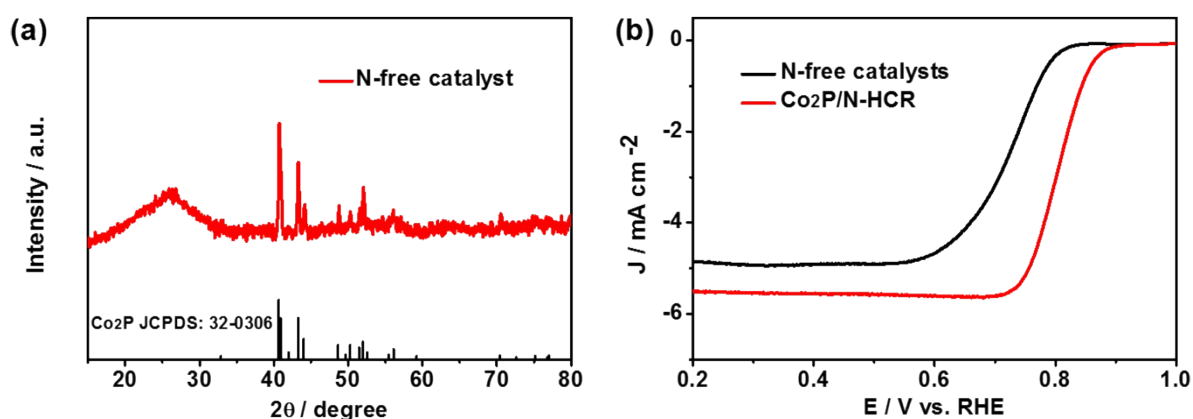 (a)
N-free catalyst
Intensity / a.u.
Co2P JCPDS: 32-0306
20 30 40 50 60 70 80
2θ / degree
(b)
N-free catalysts
Co2P/N-HCR
J / mA cm-2
0
-2
-4
-6
0.2 0.4 0.6 0.8 1.0
E / V vs. RHE